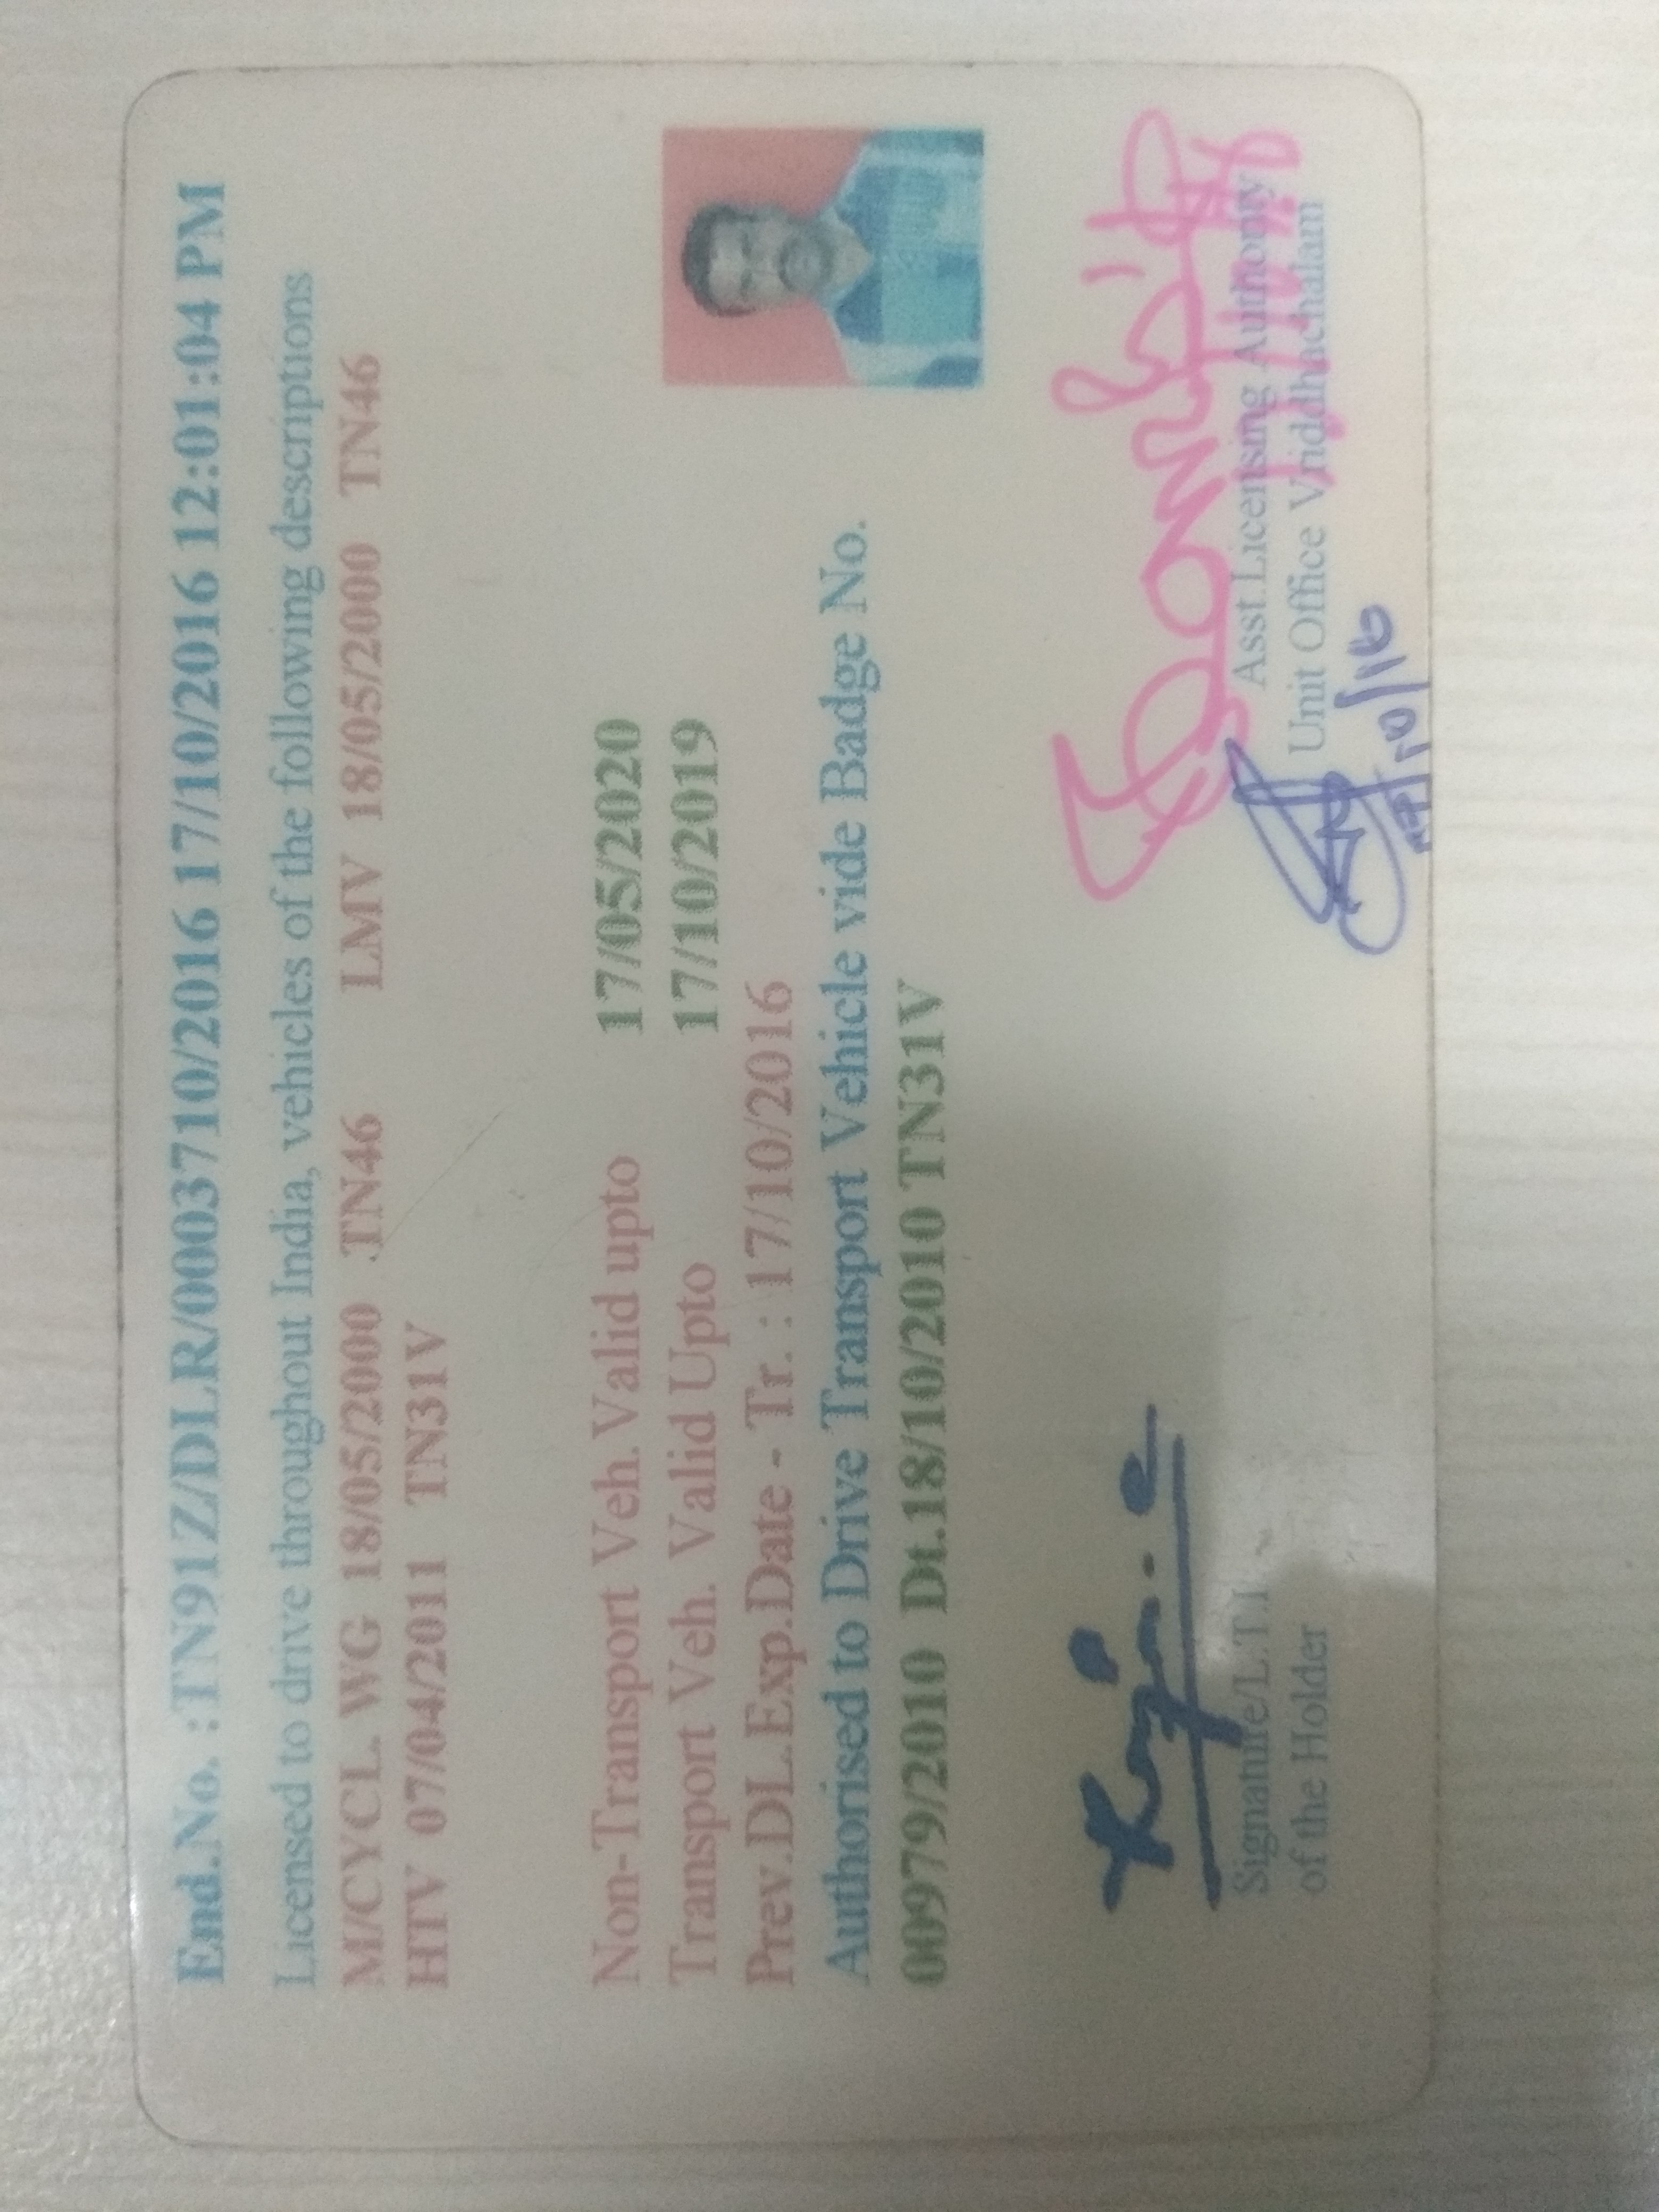 End.No. :TN91Z/DLR/0003710/2016 17/10/2016 12:01:04 PM
Licensed to drive throughout India, vehicles of the following descriptions
M/CYCL. WG 18/05/2000 TN46 LMV 18/05/2000 TN46
HTV 07/04/2011 TN31V
Non-Transport Veh.Valid upto 17/05/2020
Transport Veh. Valid Upto 17/10/2019
Prev.DL.Exp.Date - Tr. : 17/10/2016
Authorised to Drive Transport Vehicle vide Badge No.
00979/2010 Dt.18/10/2010 TN31V
Signature/L.T.I
of the Holder
Asst.Licensing Authority
Unit Office Vriddhachalam
17/10/16